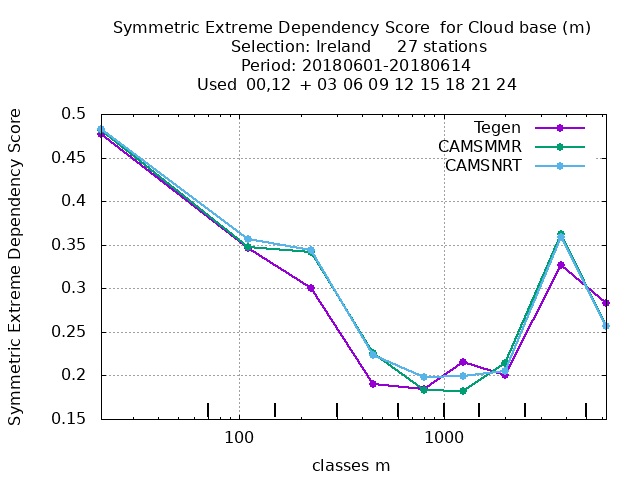 Symmetric Extreme Dependency Score  for Cloud base (m)
Selection: Ireland     27 stations
Period: 20180601-20180614
Used  00,12  + 03 06 09 12 15 18 21 24
Symmetric Extreme Dependency Score
0.5
0.45
0.4
0.35
0.3
0.25
0.2
0.15
Tegen
CAMSMMR
CAMSNRT
100 1000
classes m